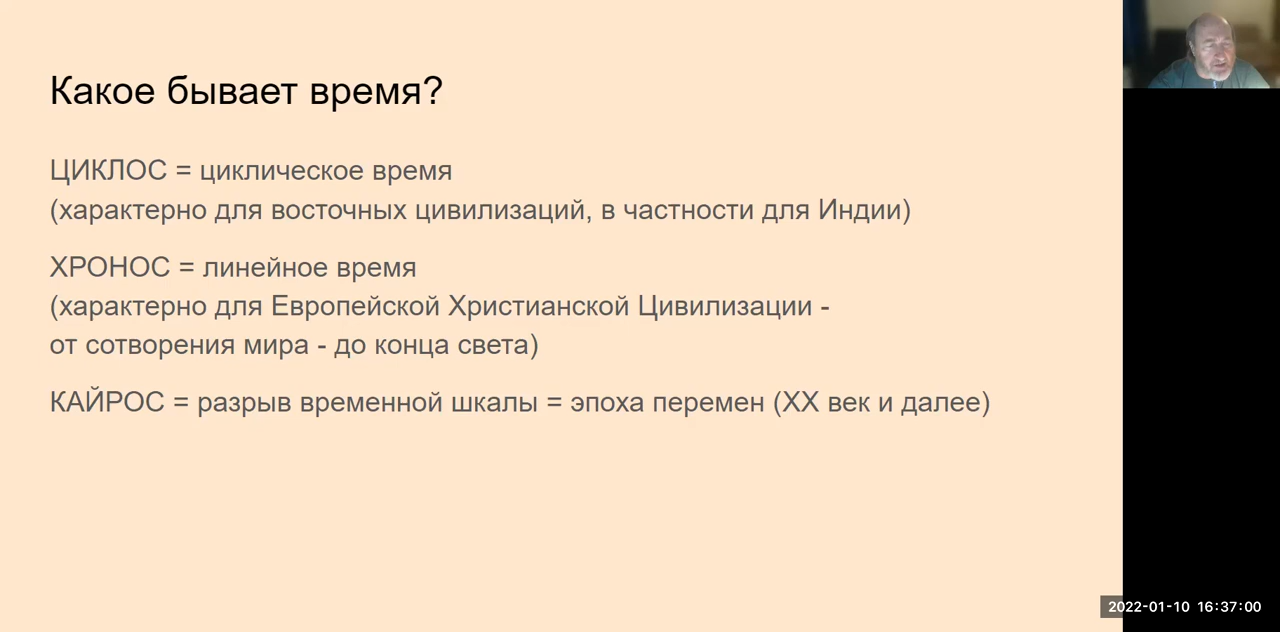 Какое бывает время?
ЦИКЛОС = циклическое время
(характерно для восточных цивилизаций, в частности для Индии)
ХРОНОС = линейное время
(характерно для Европейской Христианской Цивилизации -
от сотворения мира - до конца света)
КАЙРОС = разрыв временной шкалы = эпоха перемен (XX век и далее)
2022-01-10 16:37:00